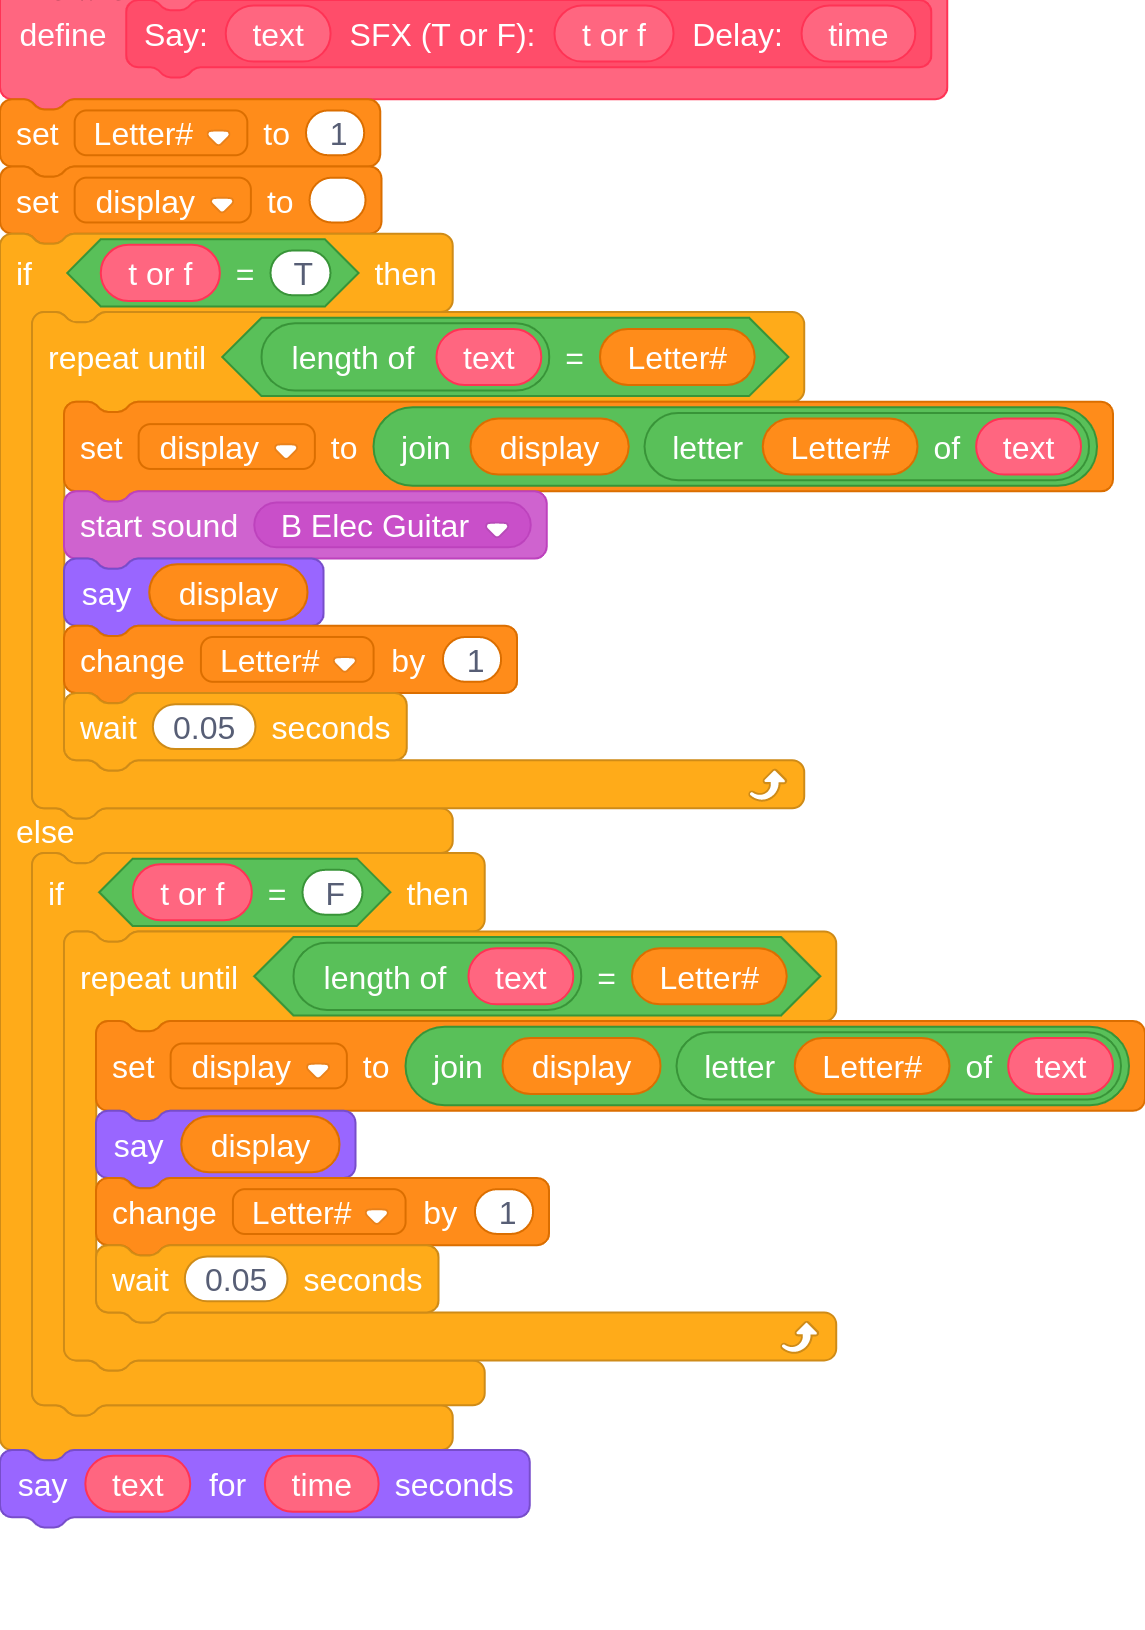 define Say: text SFX (T or F): t or f Delay: time
set Letter# to 1
set display to
if t or f = T then
repeat until length of text = Letter#
set display to join display letter Letter# of text
start sound B Elec Guitar
say display
change Letter# by 1
wait 0.05 seconds
else
if t or f = F then
repeat until length of text = Letter#
set display to join display letter Letter# of text
say display
change Letter# by 1
wait 0.05 seconds
say text for time seconds